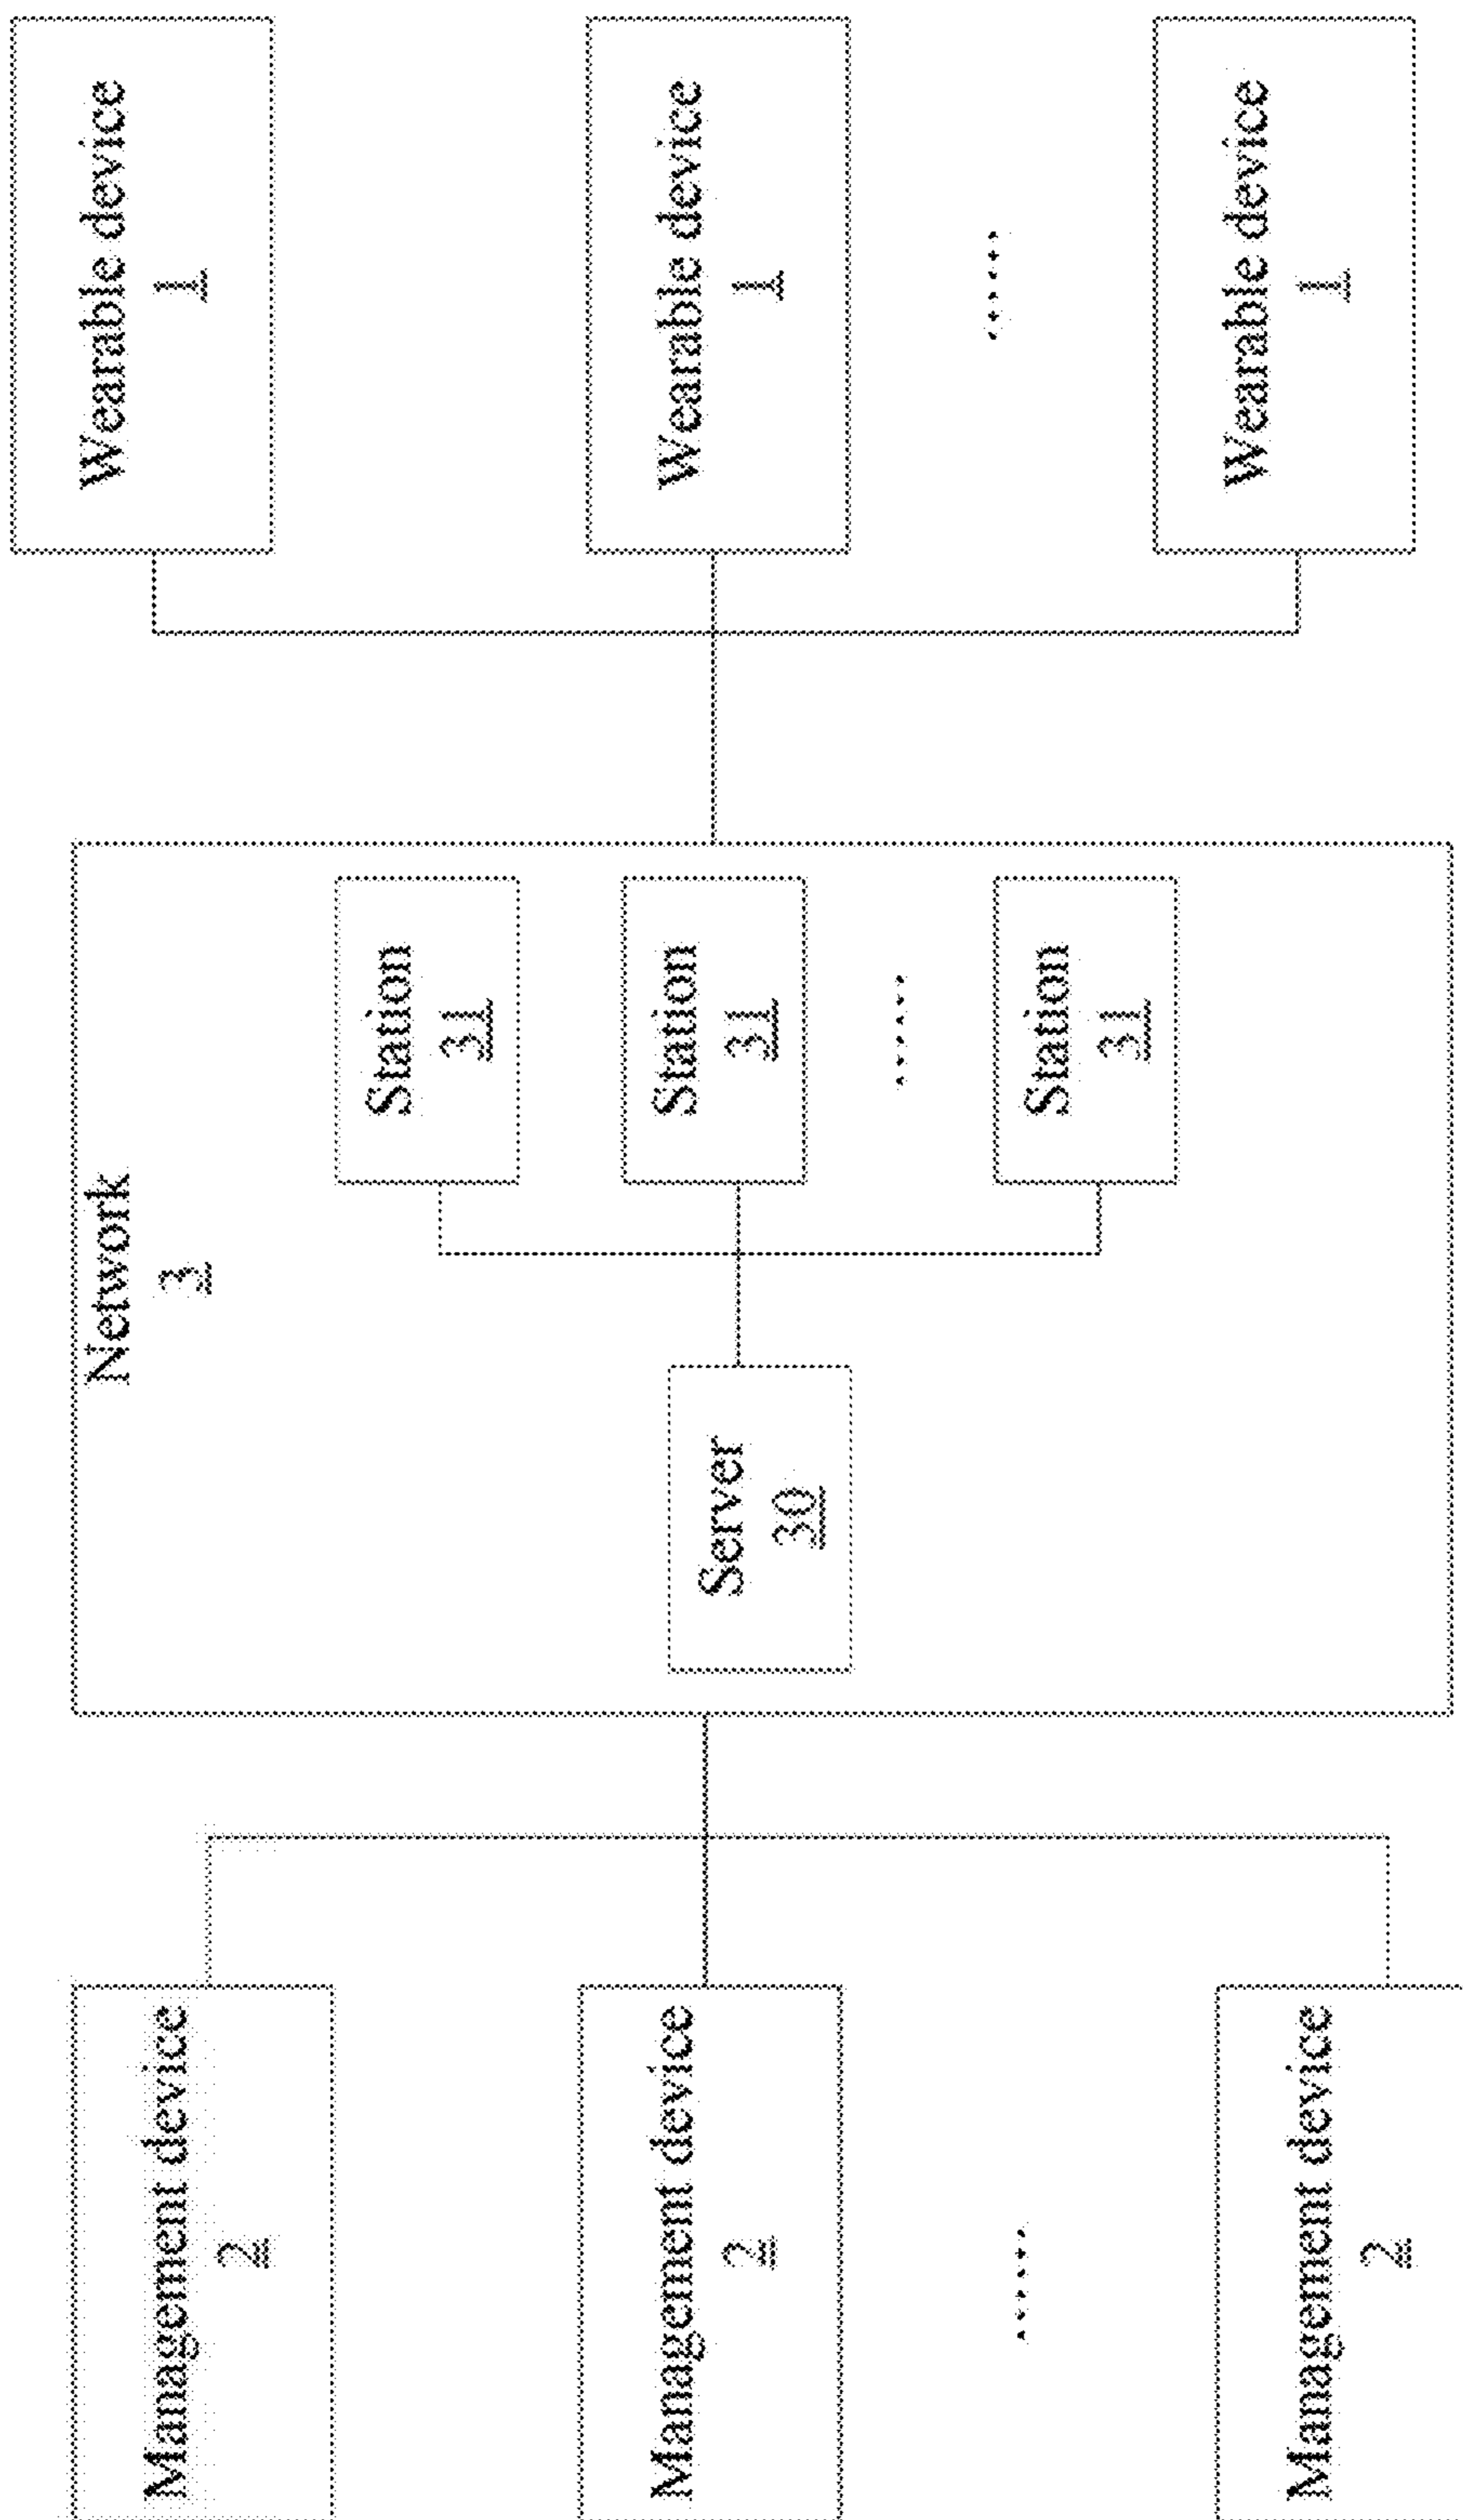 Management device
2
Management device
2
.....
Management device
2
Network
3
Server
30
Station
31
Station
31
.....
Station
31
Wearable device
1
Wearable device
1
......
Wearable device
1